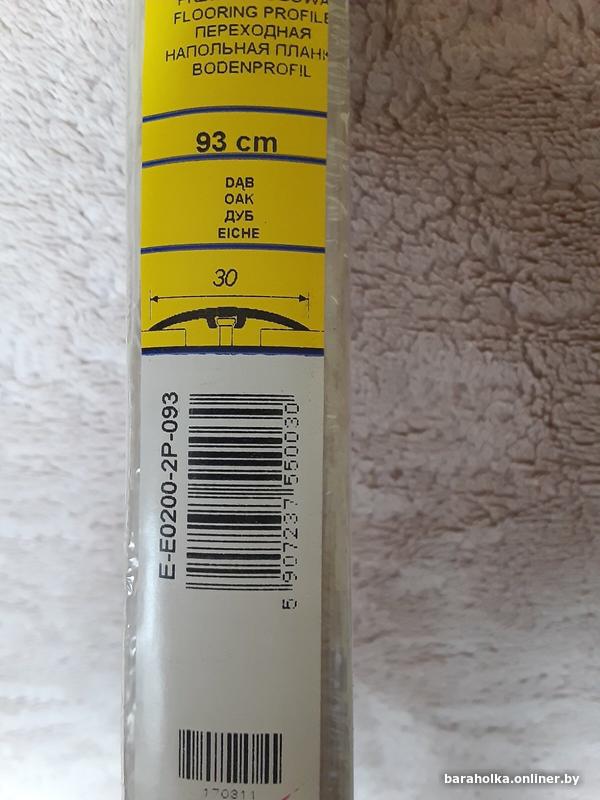 FLOORING PROFILE
ПЕРЕХОДНАЯ
НАПОЛЬНАЯ ПЛАНК
BODENPROFIL
93 cm
DĄB
OAK
ДУБ
EICHE
30
E-E0200-2P-093
5 907237 550030
170311
baraholka.onliner.by